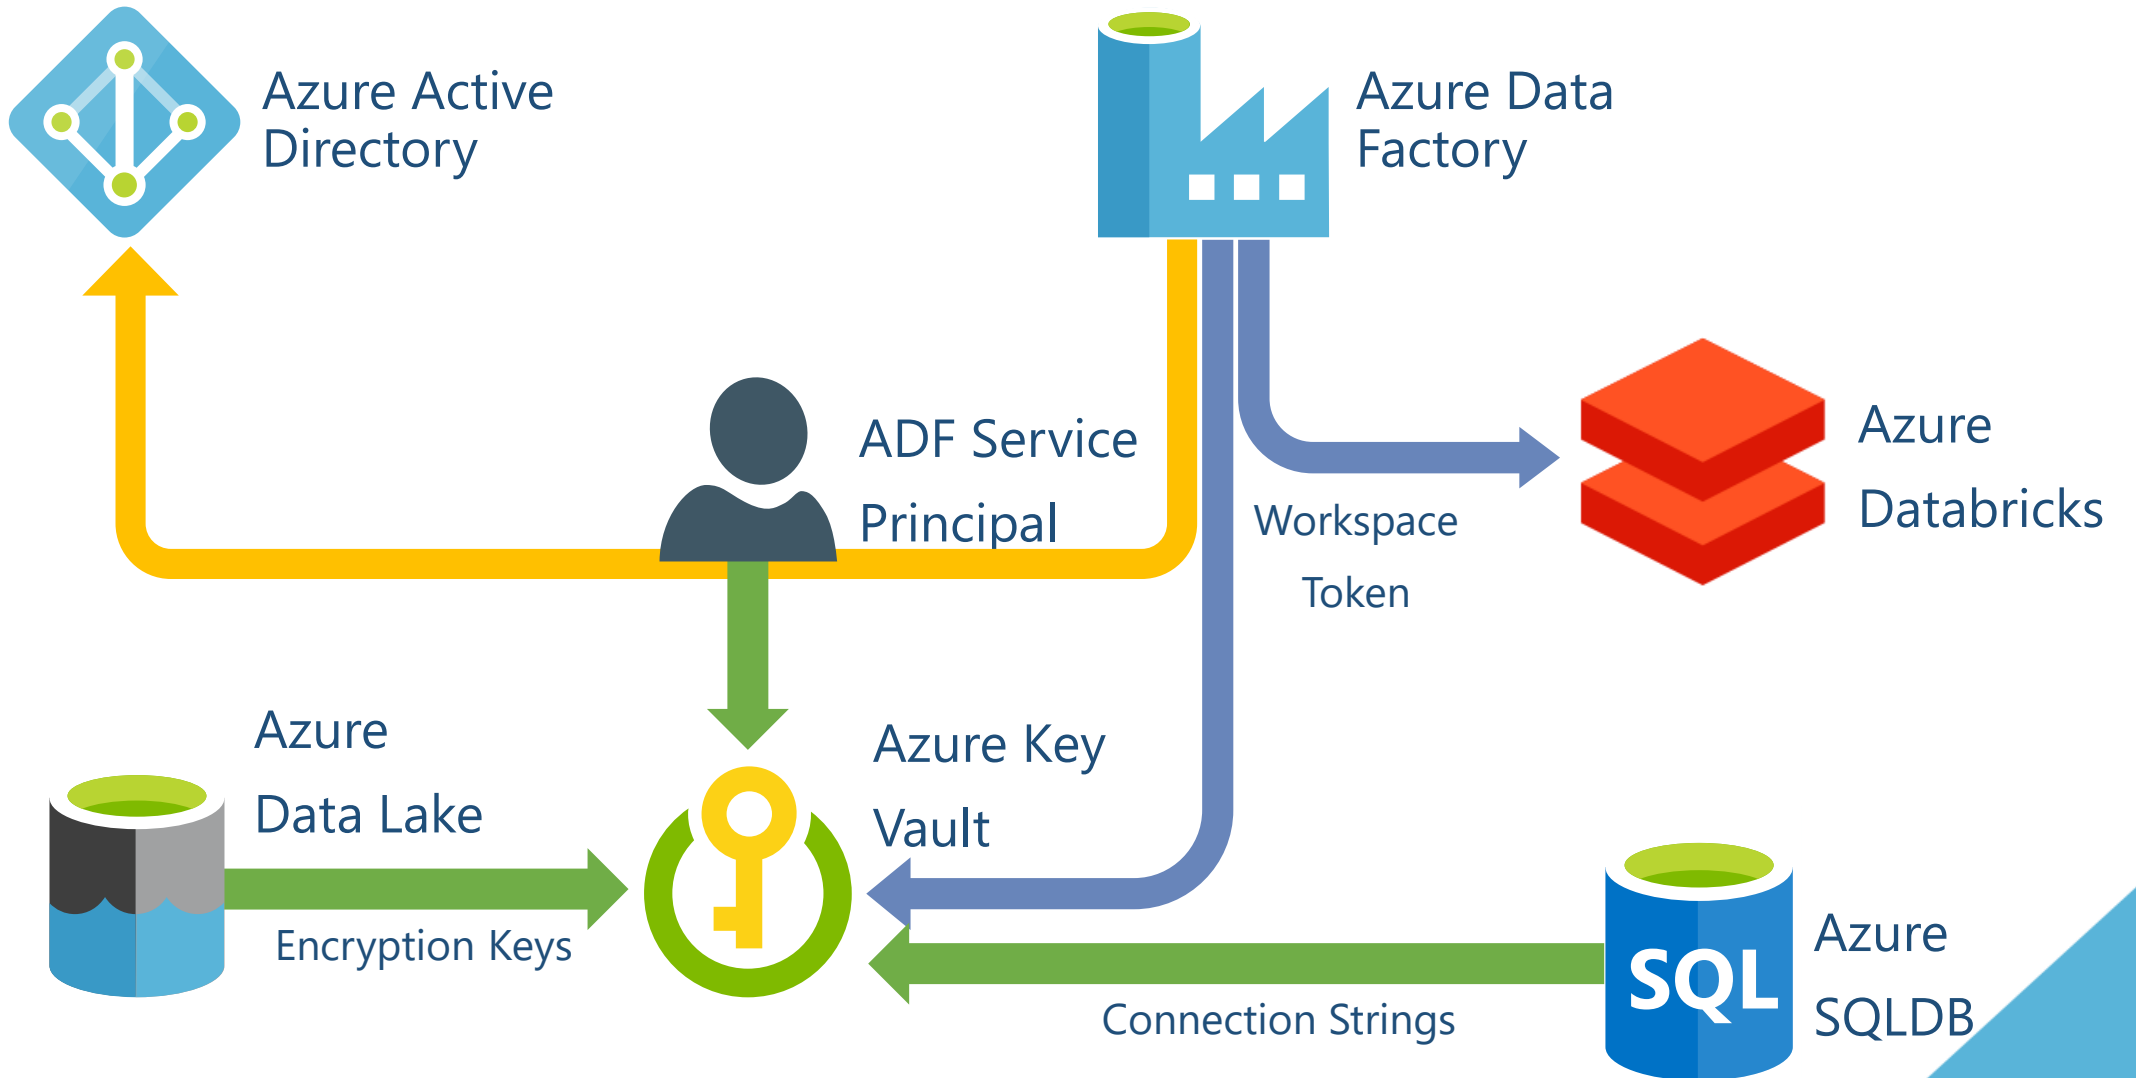 Azure Active
Directory
Azure Data
Factory
ADF Service
Principal
Azure
Databricks
Workspace
Token
Azure
Data Lake
Azure Key
Vault
Encryption Keys
Connection Strings
SQL
Azure
SQLDB